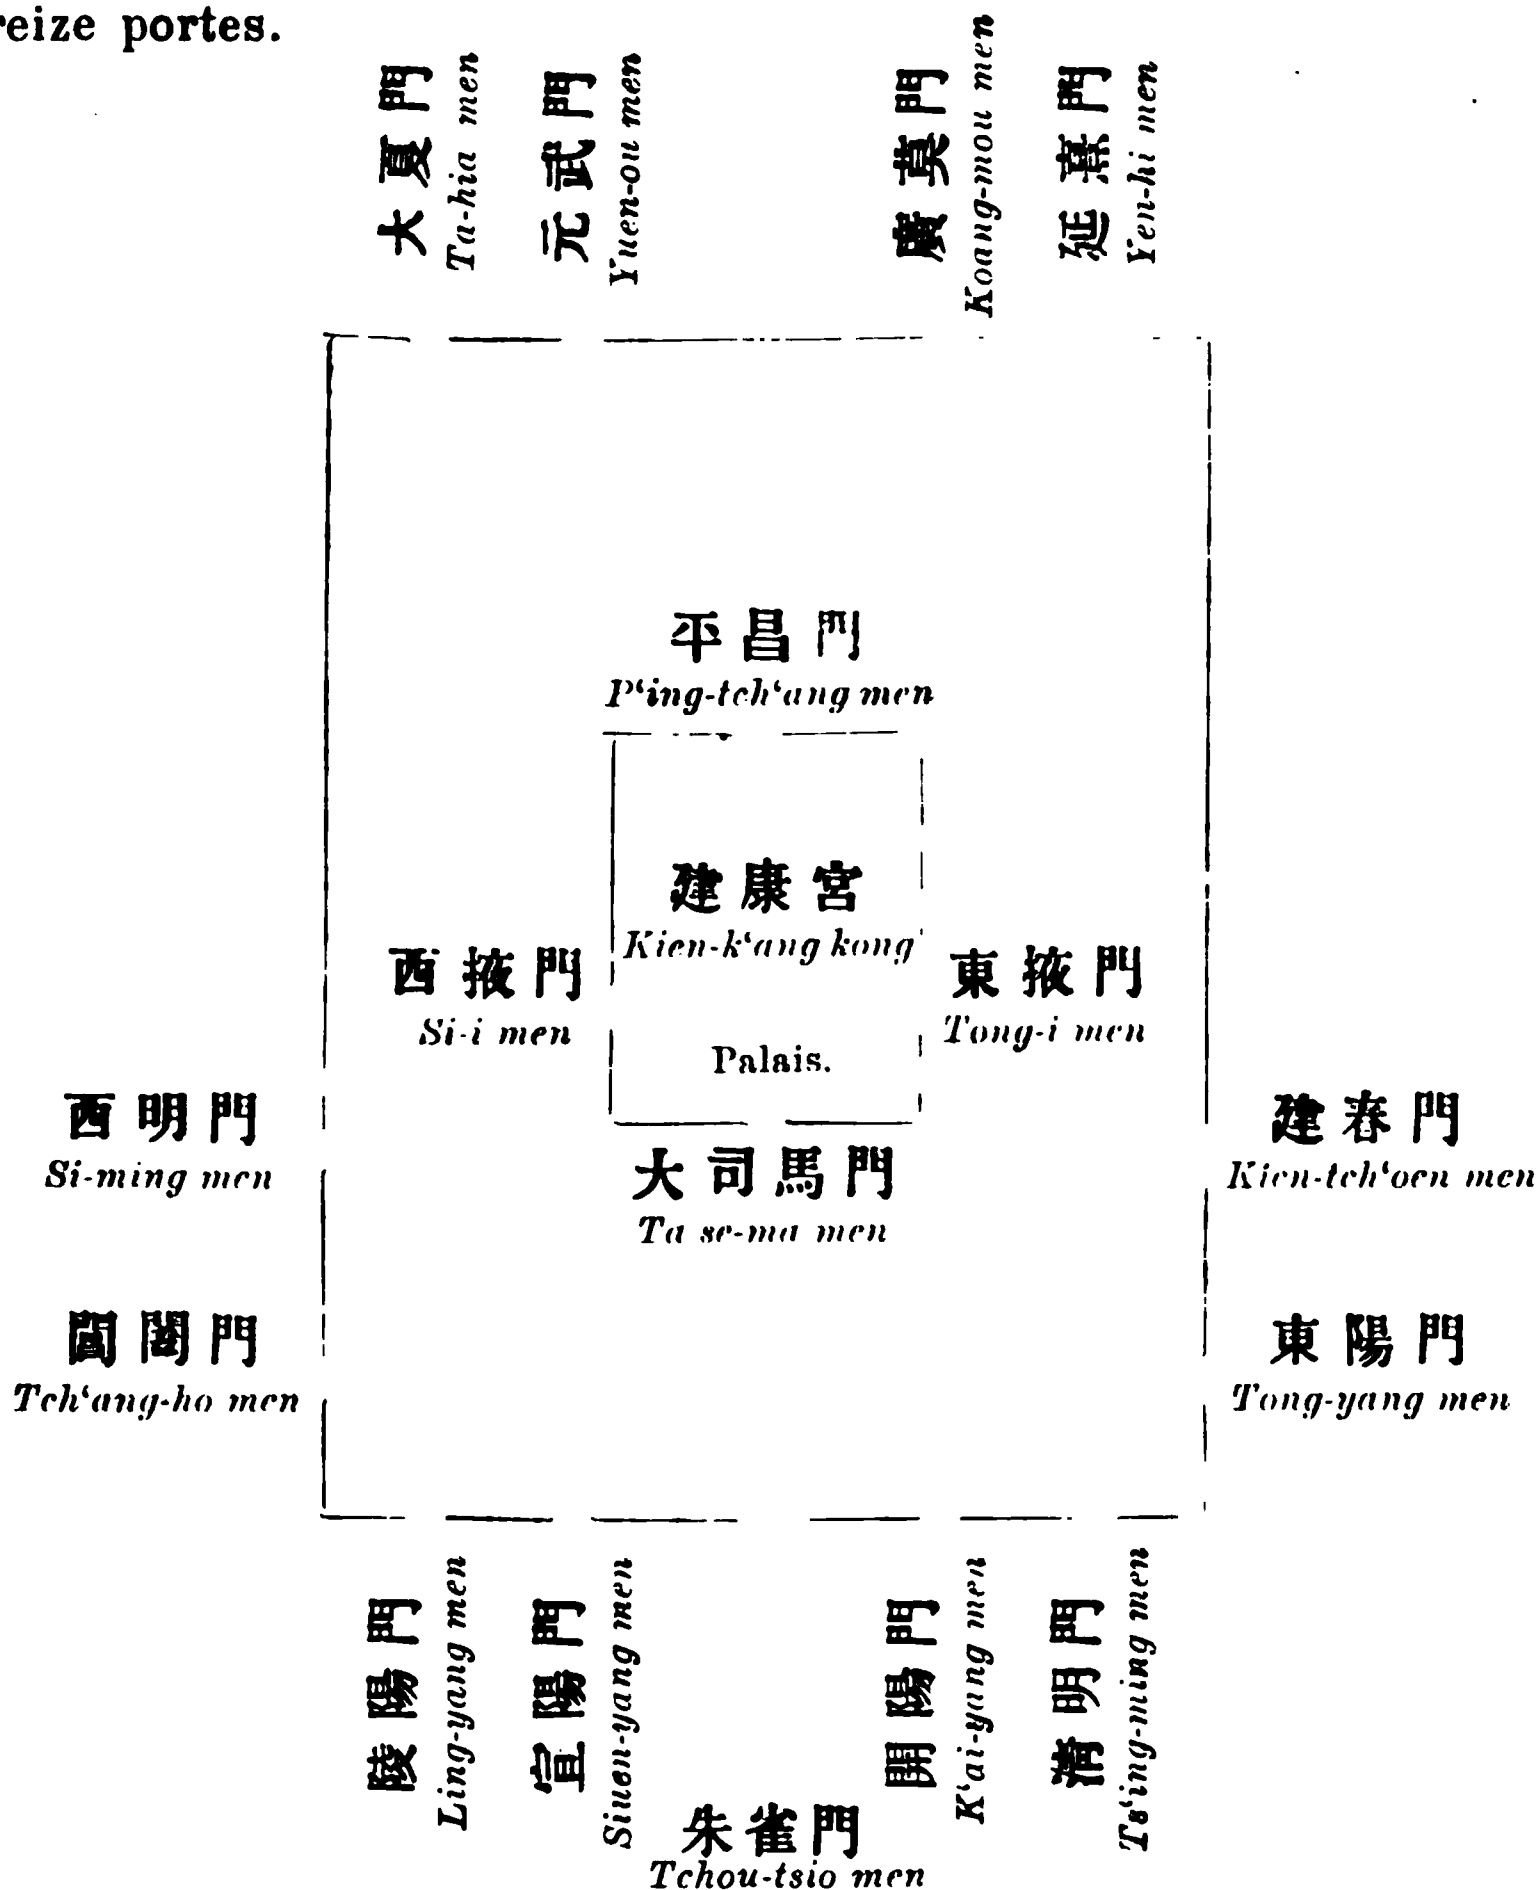 reize portes.
大夏門
Ta-hia men
元武門
Yuen-ou men
廣莫門
Koang-mou men
延熹門
Yen-hi men
平昌門
P‘ing-tch‘ang men
建康宮
Kien-k‘ang kong
西掖門
Si-i men
東掖門
Tong-i men
Palais.
西明門
Si-ming men
建春門
Kien-tch‘oen men
大司馬門
Ta se-ma men
閶闔門
Tch‘ang-ho men
東陽門
Tong-yang men
陵陽門
Ling-yang men
宣陽門
Siuen-yang men
開陽門
K‘ai-yang men
清明門
Ts‘ing-ming men
朱雀門
Tchou-tsio men